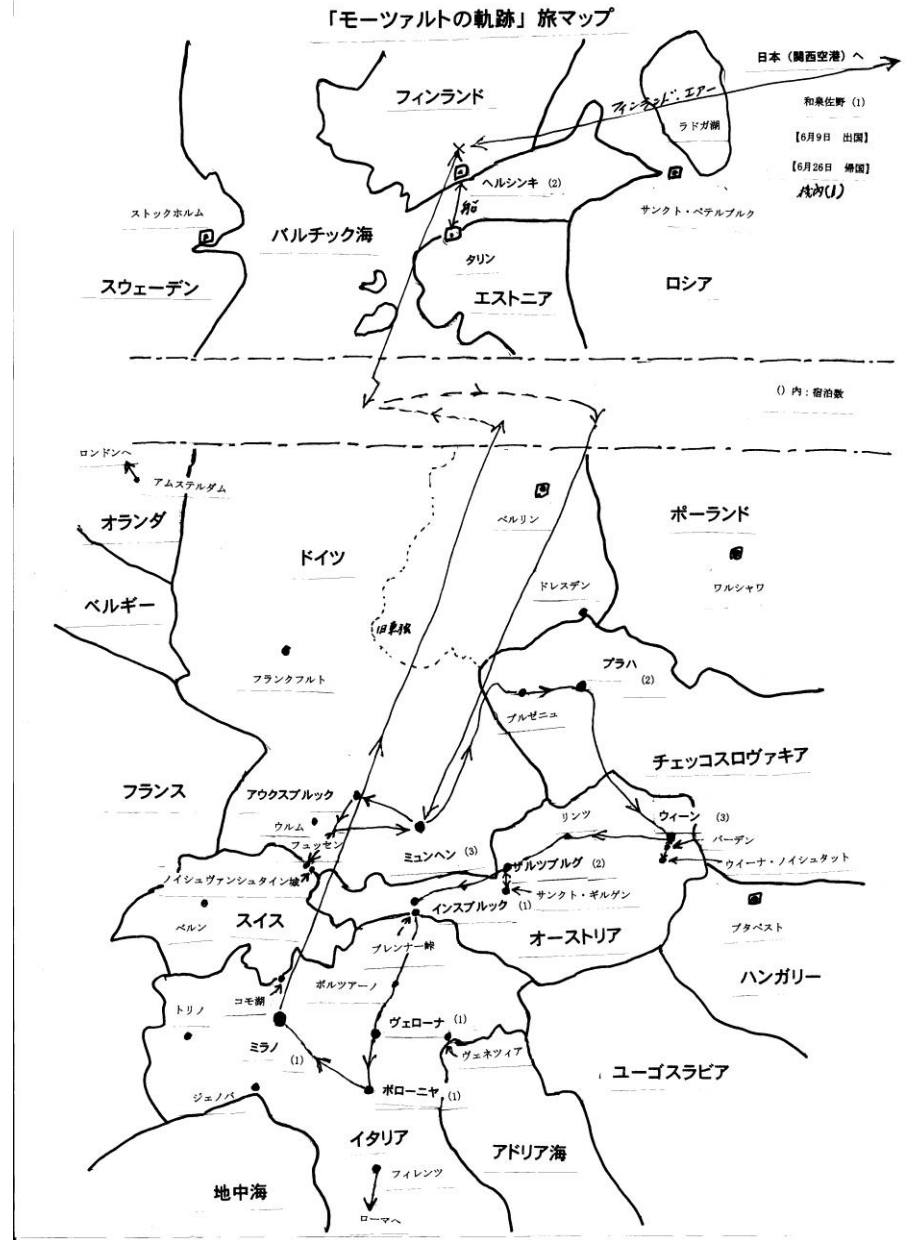 「モーツァルトの軌跡」旅マップ
日本（関西空港）へ
フィンランド
フィンランド・エアー
ラドガ湖
和泉佐野 (1)
【6月9日 出国】
【6月26日 帰国】
機内(1)
ヘルシンキ (2)
船
ストックホルム
サンクト・ペテルブルク
バルチック海
タリン
スウェーデン
エストニア
ロシア
() 内：宿泊数
ロンドンへ
アムステルダム
オランダ
ベルリン
ポーランド
ドイツ
ワルシャワ
ドレスデン
ベルギー
旧東独
フランクフルト
プラハ (2)
プルゼニュ
チェッコスロヴァキア
フランス
アウクスブルック
ウルム
リンツ
ウィーン (3)
バーデン
フュッセン
ミュンヘン (3)
ウイーナ・ノイシュタット
ザルツブルグ (2)
ノイシュヴァンシュタイン城
サンクト・ギルゲン
インスブルック (1)
スイス
ベルン
ブタペスト
オーストリア
ブレンナー峠
ハンガリー
ボルツアーノ
コモ湖
トリノ
ヴェローナ (1)
ミラノ (1)
ヴェネツィア
ユーゴスラビア
ジェノバ
ボローニヤ (1)
イタリア
アドリア海
フィレンツ
地中海
ローマへ